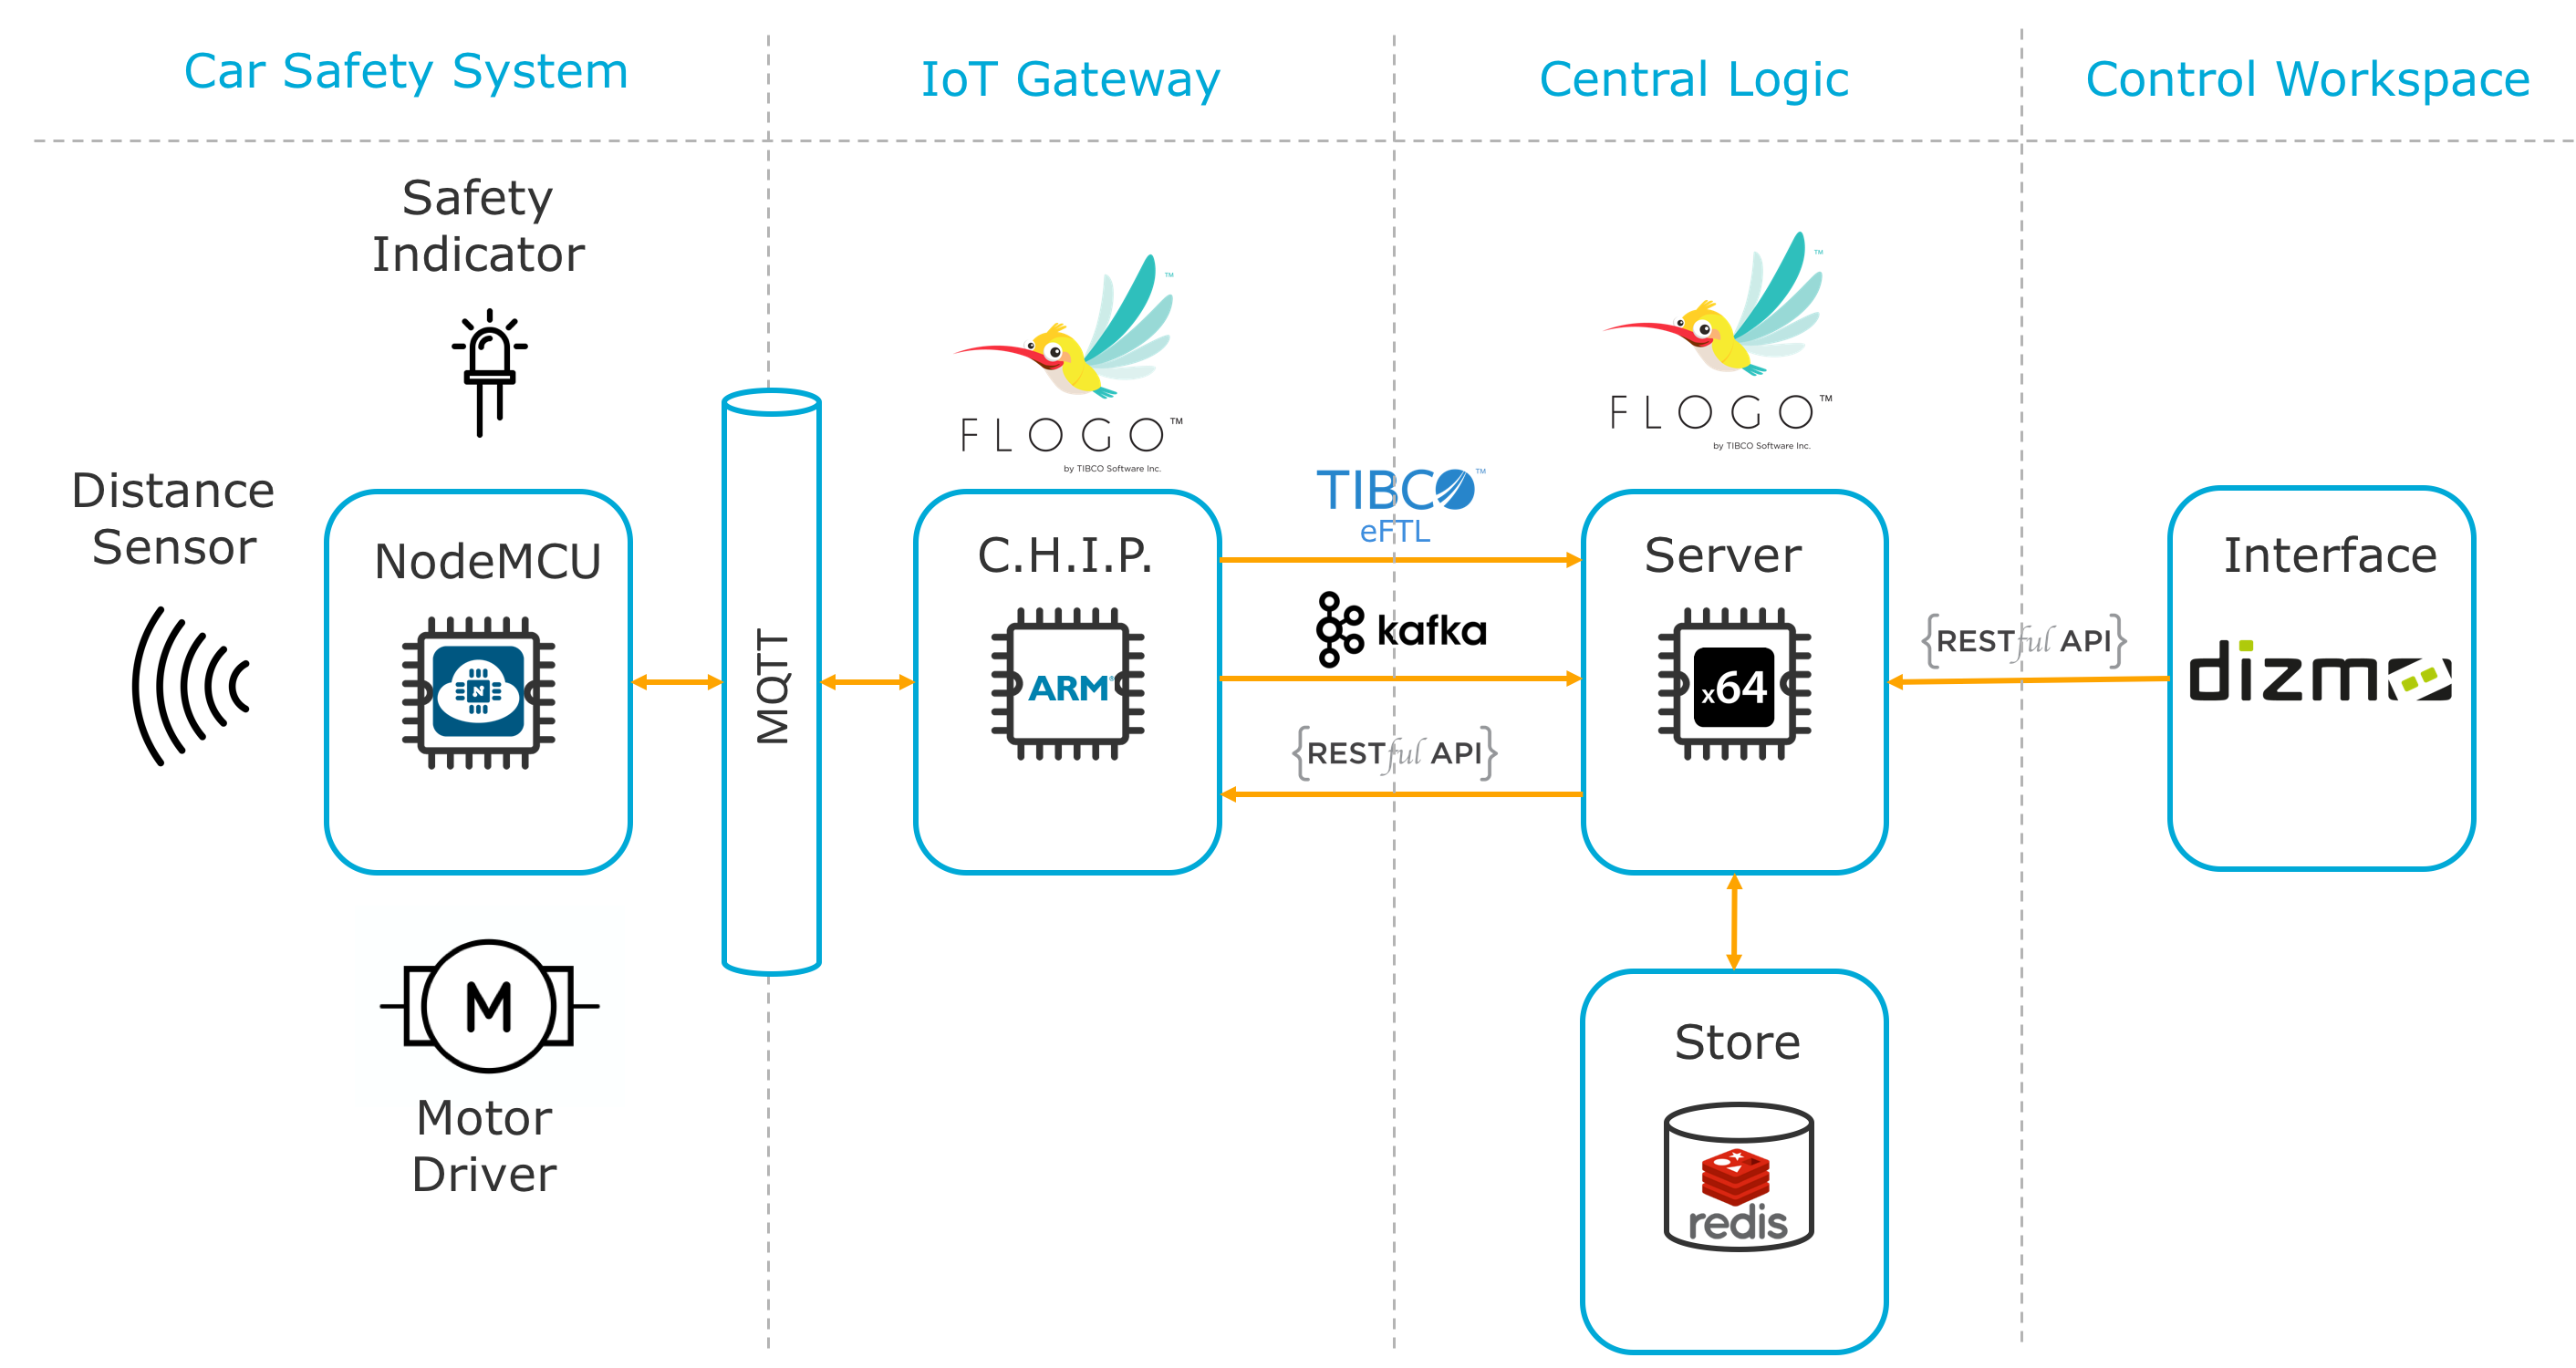 Car Safety System
IoT Gateway
Central Logic
Control Workspace
Safety
Indicator
Distance
Sensor
NodeMCU
N
M
Motor
Driver
MQTT
FLOGO™
by TIBCO Software Inc.
C.H.I.P.
ARM®
TIBCO™
eFTL
kafka
{RESTful API}
™
FLOGO™
by TIBCO Software Inc.
™
Server
x64
Store
redis
{RESTful API}
Interface
dizmo